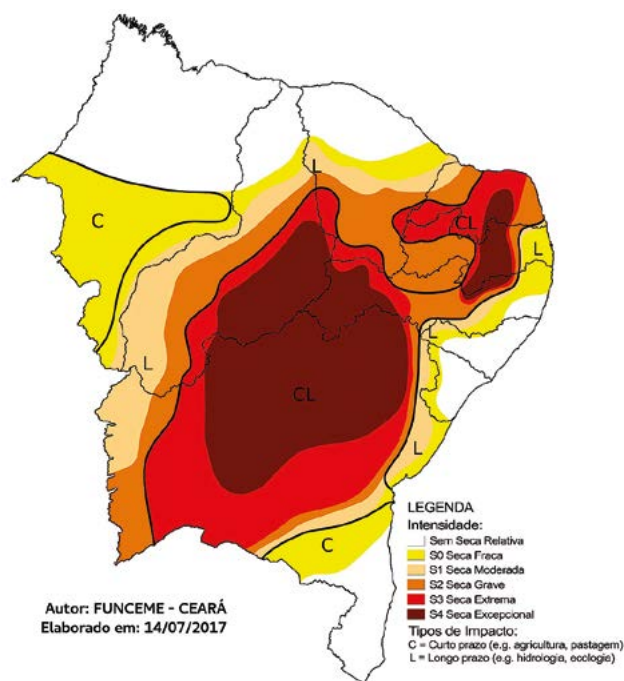 L
C
CL
L
L
L
CL
L
C
LEGENDA
Intensidade:
Sem Seca Relativa
S0 Seca Fraca
S1 Seca Moderada
S2 Seca Grave
S3 Seca Extrema
S4 Seca Excepcional
Tipos de Impacto:
C = Curto prazo (e.g. agricultura, pastagem)
L = Longo prazo (e.g. hidrologia, ecologia)
Autor: FUNCEME - CEARÁ
Elaborado em: 14/07/2017